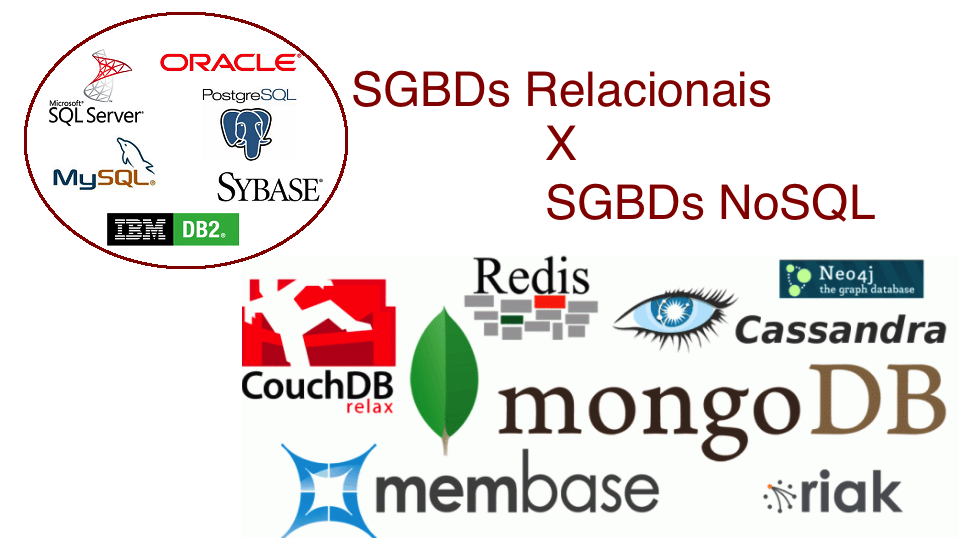 ORACLE®
Microsoft®
SQL Server®
PostgreSQL
MySQL®
SYBASE®
IBM DB2®
SGBDs Relacionais
X
SGBDs NoSQL
Redis
Neo4j
the graph database
Cassandra
CouchDB
relax
mongoDB
membase
riak